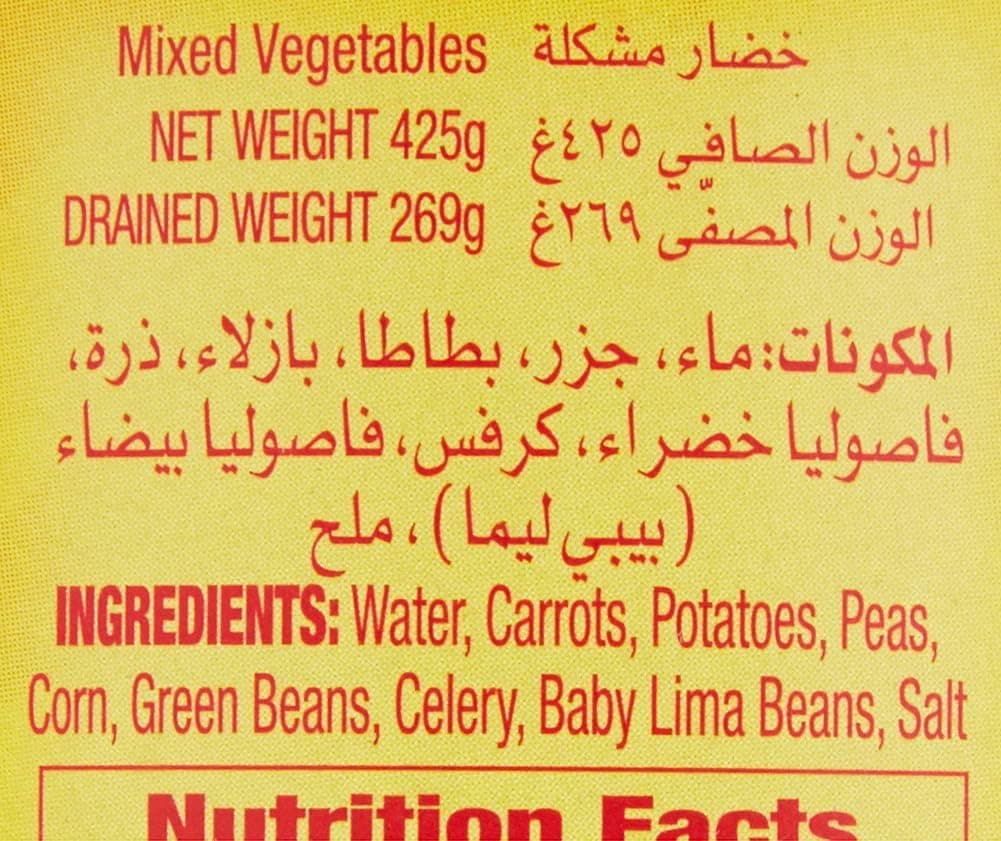 Mixed Vegetables خضار مشكلة
NET WEIGHT 425g الوزن الصافي ٤٢٥غ
DRAINED WEIGHT 269g الوزن المصفّى ٢٦٩غ
المكونات: ماء، جزر، بطاطا، بازلاء، ذرة،
فاصوليا خضراء، كرفس، فاصوليا بيضاء
(بيبي ليما)، ملح
INGREDIENTS: Water, Carrots, Potatoes, Peas,
Corn, Green Beans, Celery, Baby Lima Beans, Salt
Nutrition Facts